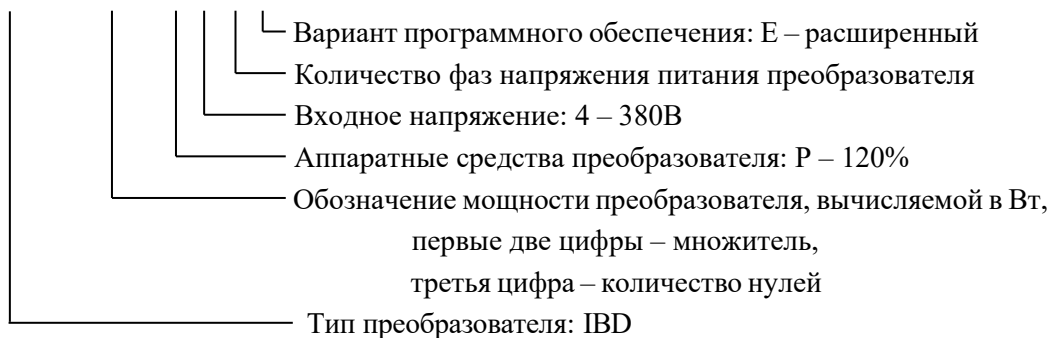 Вариант программного обеспечения: E – расширенный
Количество фаз напряжения питания преобразователя
Входное напряжение: 4 – 380В
Аппаратные средства преобразователя: Р – 120%
Обозначение мощности преобразователя, вычисляемой в Вт,
первые две цифры – множитель,
третья цифра – количество нулей
Тип преобразователя: IBD